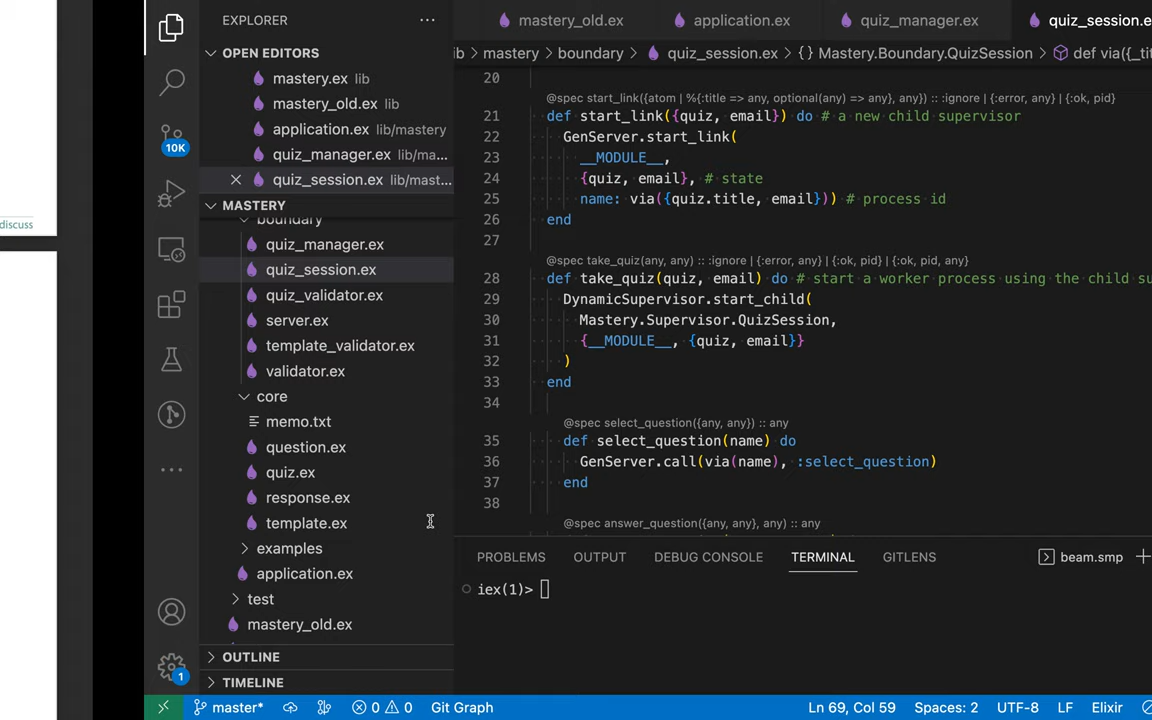 discuss
EXPLORER
OPEN EDITORS
mastery.ex lib
mastery_old.ex lib
application.ex lib/mastery
quiz_manager.ex lib/ma...
quiz_session.ex lib/mast...
MASTERY
boundary
quiz_manager.ex
quiz_session.ex
quiz_validator.ex
server.ex
template_validator.ex
validator.ex
core
memo.txt
question.ex
quiz.ex
response.ex
template.ex
examples
application.ex
test
mastery_old.ex
OUTLINE
TIMELINE
10K
1
mastery_old.ex application.ex quiz_manager.ex quiz_session.e
ib > mastery > boundary > quiz_session.ex > {} Mastery.Boundary.QuizSession > def via({_ti
20
@spec start_link({atom | %{:title => any, optional(any) => any}, any}) :: :ignore | {:error, any} | {:ok, pid}
21 def start_link({quiz, email}) do # a new child supervisor
22 GenServer.start_link(
23 __MODULE__,
24 {quiz, email}, # state
25 name: via({quiz.title, email})) # process id
26 end
27
@spec take_quiz(any, any) :: :ignore | {:error, any} | {:ok, pid} | {:ok, pid, any}
28 def take_quiz(quiz, email) do # start a worker process using the child su
29 DynamicSupervisor.start_child(
30 Mastery.Supervisor.QuizSession,
31 {__MODULE__, {quiz, email}}
32 )
33 end
34
@spec select_question({any, any}) :: any
35 def select_question(name) do
36 GenServer.call(via(name), :select_question)
37 end
38
@spec answer_question({any, any}, any) :: any
PROBLEMS OUTPUT DEBUG CONSOLE TERMINAL GITLENS beam.smp
iex(1)>
master* 0 0 Git Graph Ln 69, Col 59 Spaces: 2 UTF-8 LF Elixir